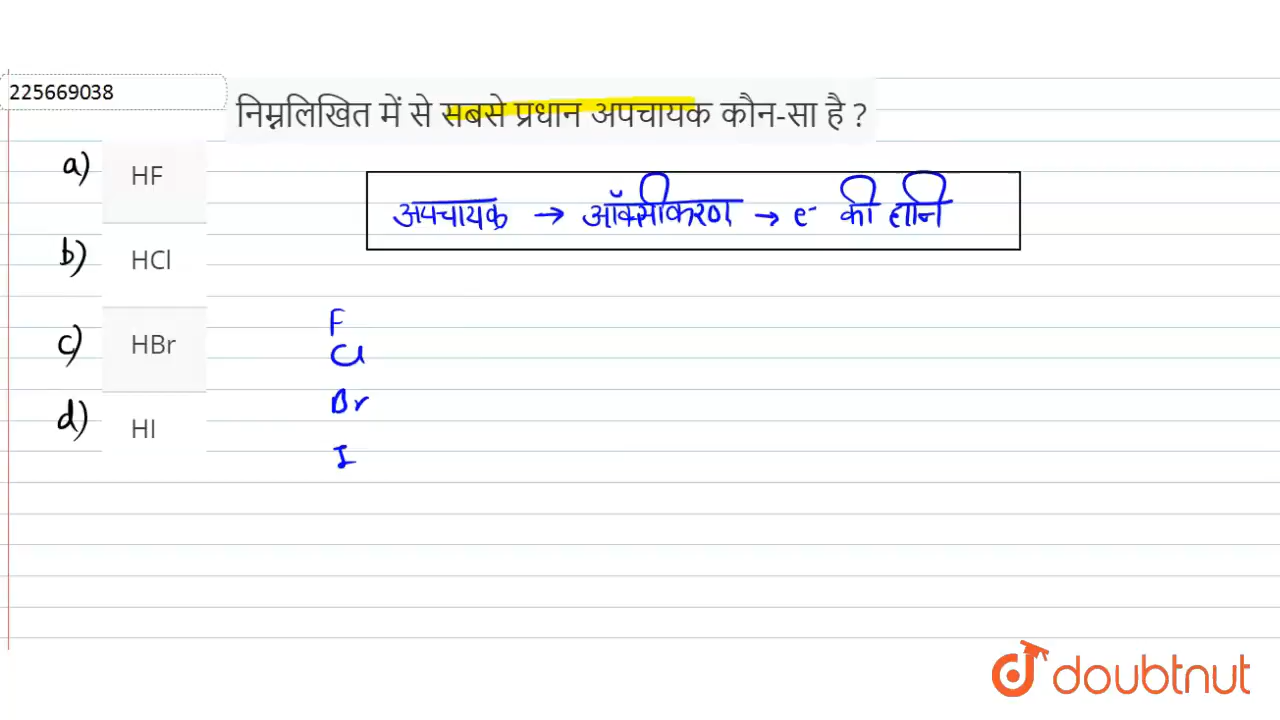 225669038
निम्नलिखित में से सबसे प्रधान अपचायक कौन-सा है ?
a) HF
अपचायक → ऑक्सीकरण → e⁻ की हानि
b) HCl
F
c) HBr
Cl
Br
d) HI
I
doubtnut